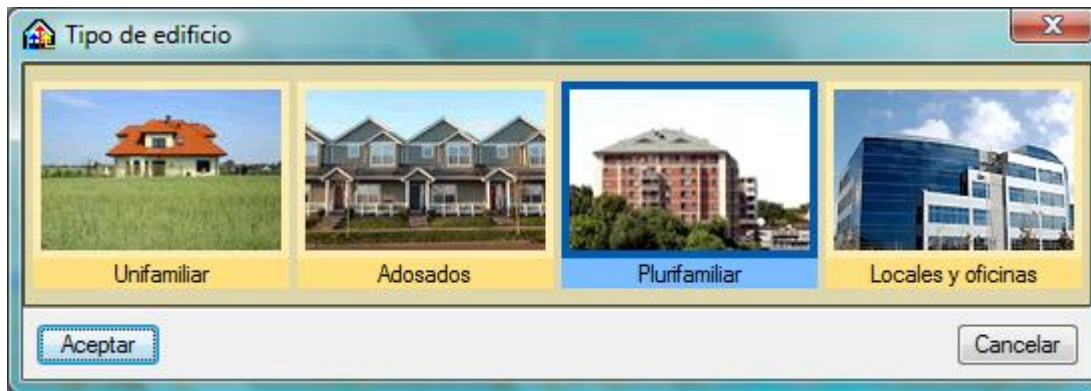 Tipo de edificio
Unifamiliar
Adosados
Plurifamiliar
Locales y oficinas
Aceptar
Cancelar